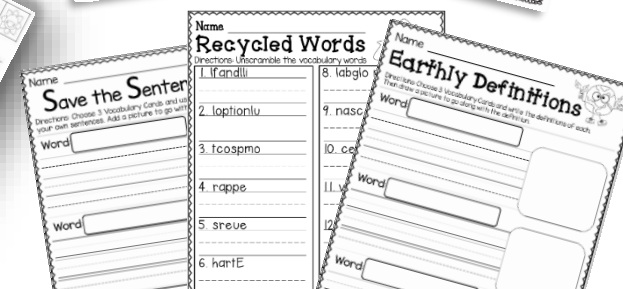 Name
Save the Senten
Directions: Choose 3 Vocabulary Cards and us
your own sentences. Add a picture to go wit
Word
Word
Name
Recycled Words
Directions: Unscramble the vocabulary words
1. lfandlli
2. loptionlu
3. tcospmo
4. rappe
5. sreue
6. hartE
8. labglo
9. nasc
10. ce
11.
12
Name
Earthly Definitions
Directions: Choose 3 Vocabulary Cards and write the definitions of each.
Then draw a picture to go along with the definition.
Word
Word
Word